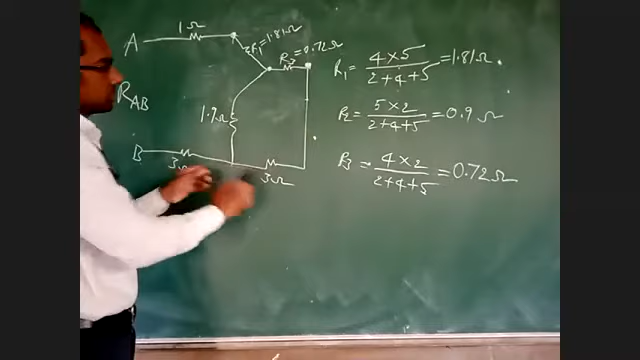 1Ω
A
R1=1.81Ω
R3=0.72Ω
R1 = 4×5 / 2+4+5 = 1.81Ω
RAB
1.9Ω
R2 = 5×2 / 2+4+5 = 0.9Ω
B
3Ω
3Ω
R3 = 4×2 / 2+4+5 = 0.72Ω